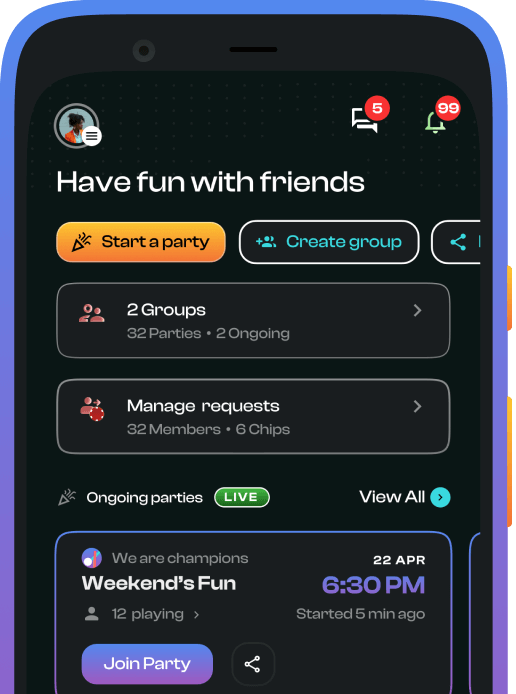 5
99
Have fun with friends
Start a party
Create group
2 Groups
32 Parties • 2 Ongoing
Manage requests
32 Members • 6 Chips
Ongoing parties
LIVE
View All
We are champions
22 APR
Weekend's Fun
6:30 PM
12 playing
Started 5 min ago
Join Party